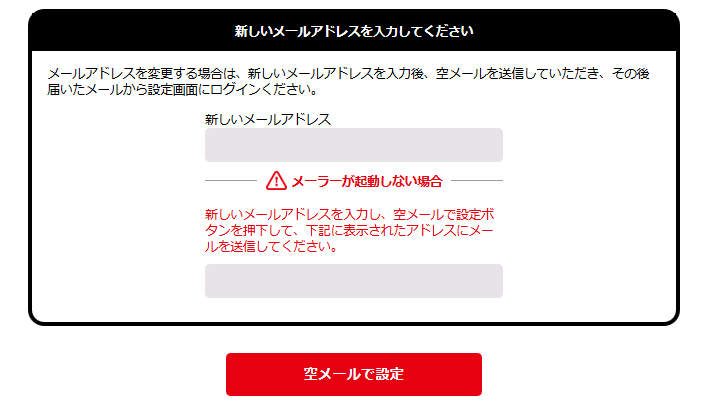 新しいメールアドレスを入力してください
メールアドレスを変更する場合は、新しいメールアドレスを入力後、空メールを送信していただき、その後
届いたメールから設定画面にログインください。
新しいメールアドレス
メーラーが起動しない場合
新しいメールアドレスを入力し、空メールで設定ボ
タンを押下して、下記に表示されたアドレスにメー
ルを送信してください。
空メールで設定